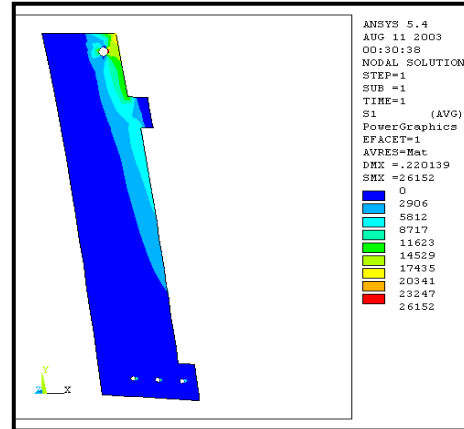 ANSYS 5.4
AUG 11 2003
00:30:38
NODAL SOLUTION
STEP=1
SUB =1
TIME=1
S1 (AVG)
PowerGraphics
EFACET=1
AVRES=Mat
DMX =.220139
SMX =26152
0
2906
5812
8717
11623
14529
17435
20341
23247
26152
Y
Z X